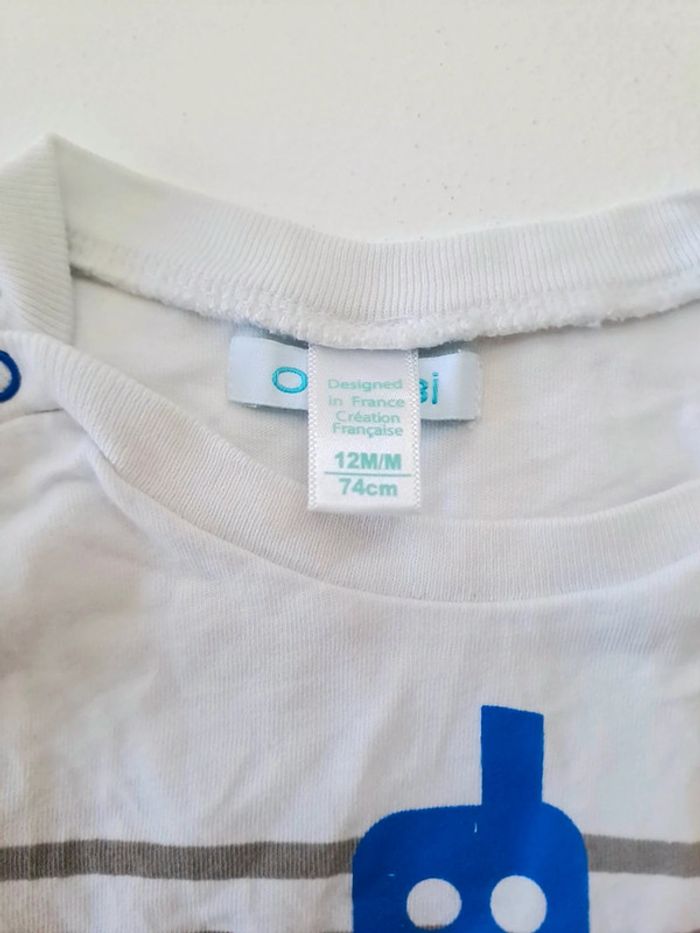 Designed
in France
Création
Française
12M/M
74cm